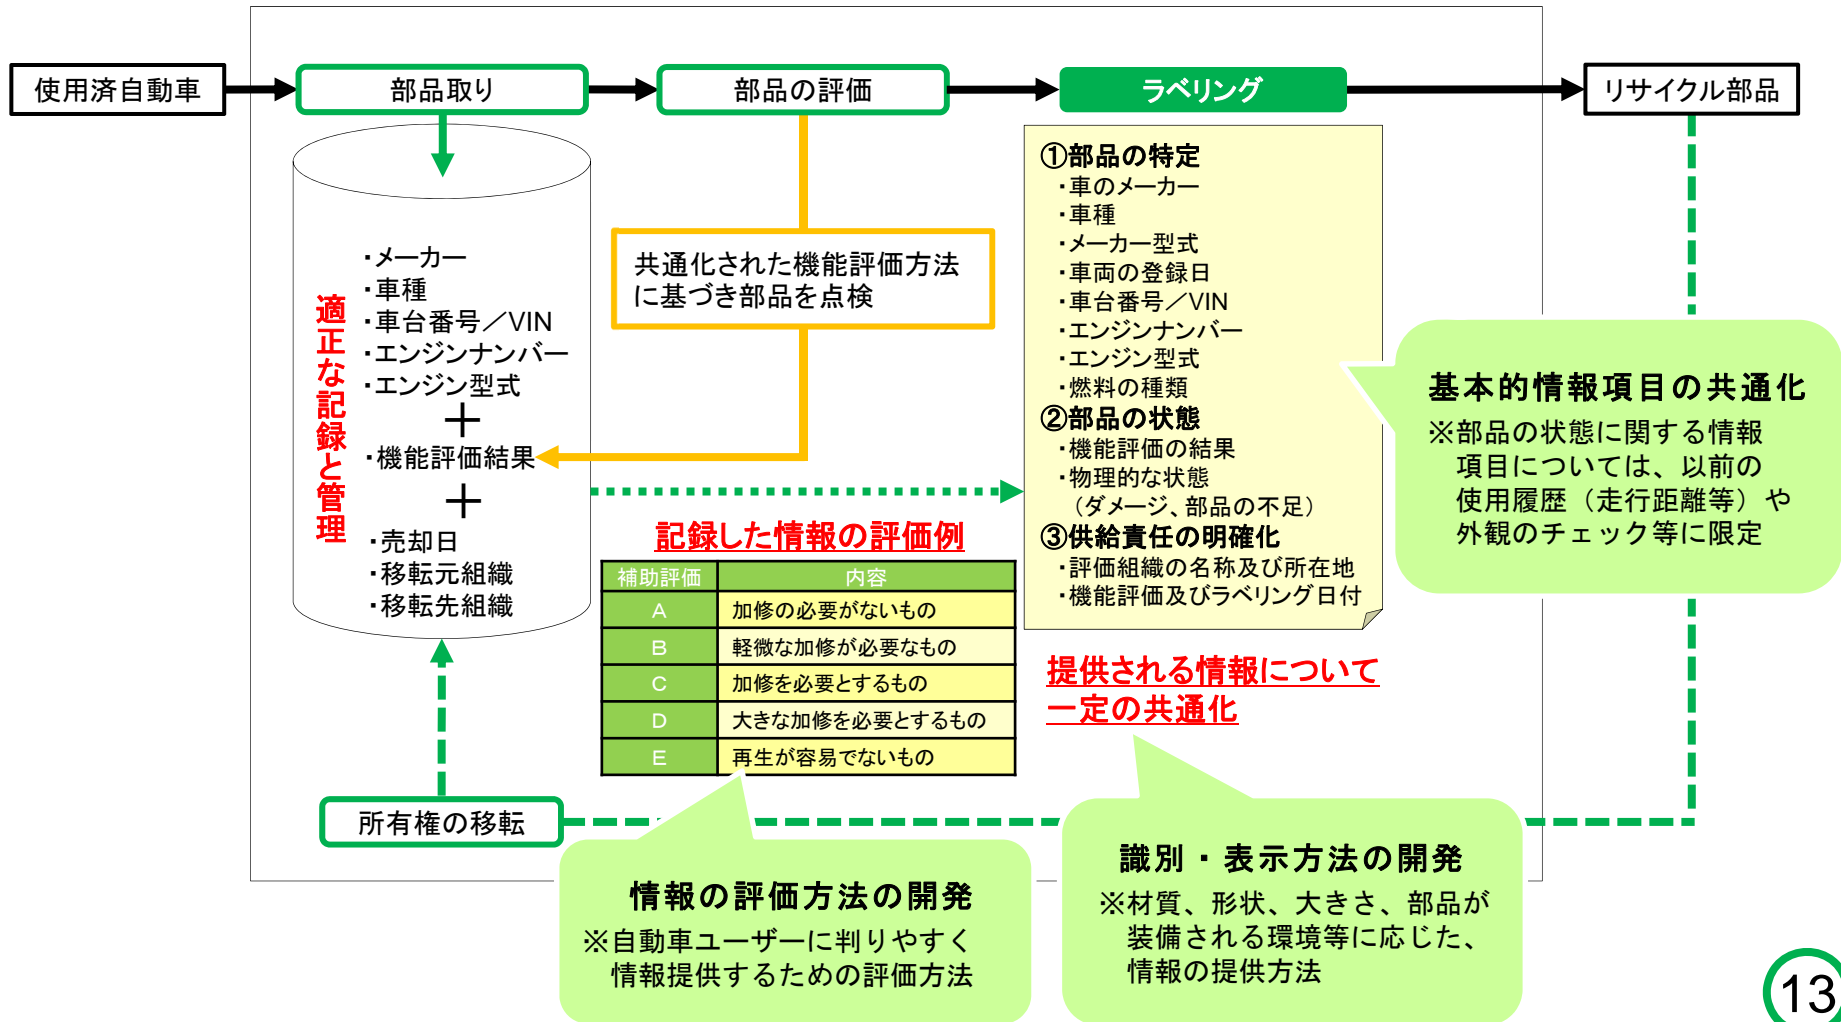 使用済自動車
部品取り
部品の評価
ラベリング
リサイクル部品
適正な記録と管理
・メーカー
・車種
・車台番号／VIN
・エンジンナンバー
・エンジン型式
＋
・機能評価結果
＋
・売却日
・移転元組織
・移転先組織
共通化された機能評価方法
に基づき部品を点検
①部品の特定
・車のメーカー
・車種
・メーカー型式
・車両の登録日
・車台番号／VIN
・エンジンナンバー
・エンジン型式
・燃料の種類
②部品の状態
・機能評価の結果
・物理的な状態
（ダメージ、部品の不足）
③供給責任の明確化
・評価組織の名称及び所在地
・機能評価及びラベリング日付
基本的情報項目の共通化
※部品の状態に関する情報
項目については、以前の
使用履歴（走行距離等）や
外観のチェック等に限定
記録した情報の評価例
補助評価 内容
A 加修の必要がないもの
B 軽微な加修が必要なもの
C 加修を必要とするもの
D 大きな加修を必要とするもの
E 再生が容易でないもの
提供される情報について
一定の共通化
所有権の移転
情報の評価方法の開発
※自動車ユーザーに判りやすく
情報提供するための評価方法
識別・表示方法の開発
※材質、形状、大きさ、部品が
装備される環境等に応じた、
情報の提供方法
13